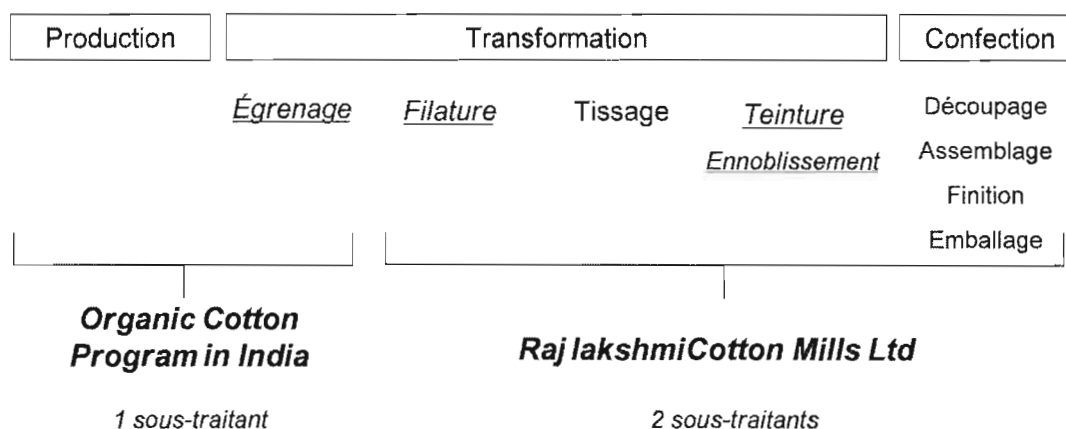 Production
Transformation
Confection
Égrenage
Filature
Tissage
Teinture
Ennoblissement
Découpage
Assemblage
Finition
Emballage
Organic Cotton
Program in India
Raj lakshmiCotton Mills Ltd
1 sous-traitant
2 sous-traitants